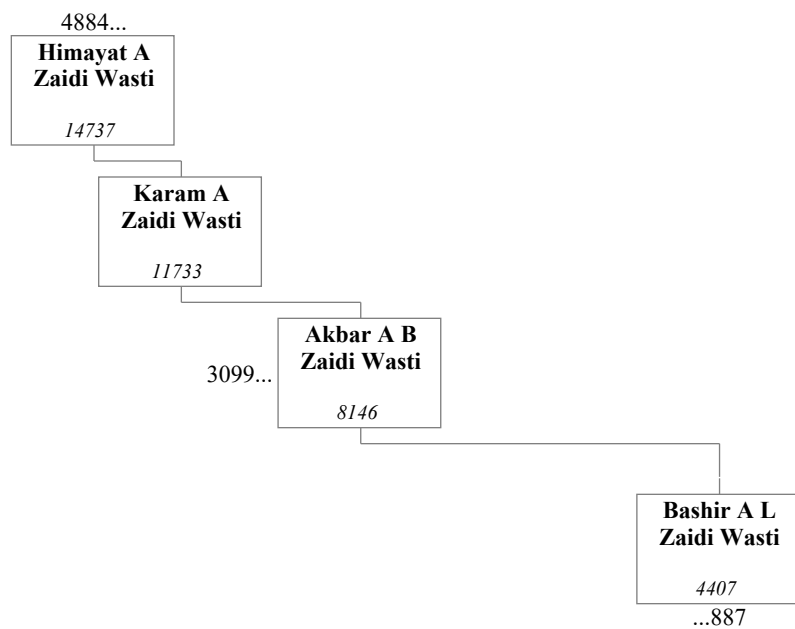 4884...
Himayat A
Zaidi Wasti
14737
Karam A
Zaidi Wasti
11733
Akbar A B
Zaidi Wasti
3099...
8146
Bashir A L
Zaidi Wasti
4407
...887